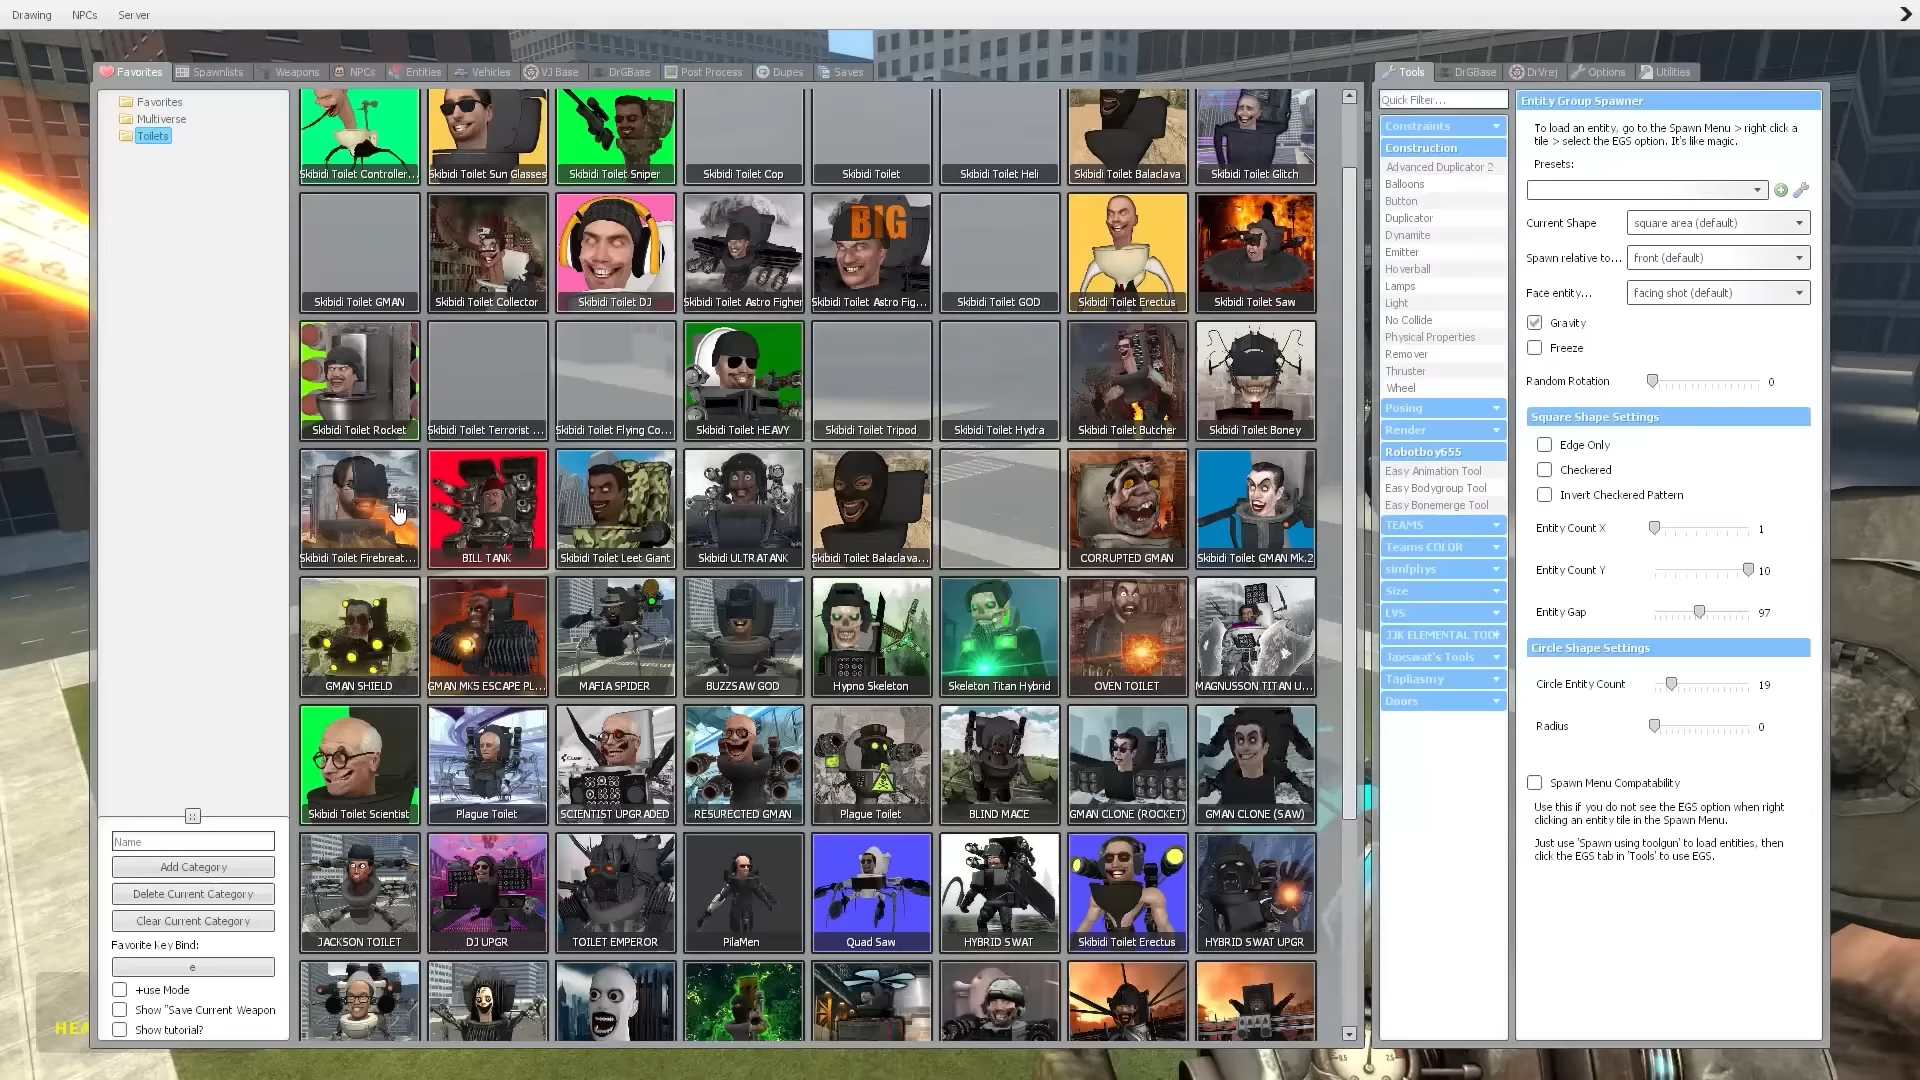 Drawing NPCs Server
Favorites Spawnlists Weapons NPCs Entities Vehicles VJ Base DrGBase Post Process Dupes Saves
Favorites
Multiverse
Toilets
Skibidi Toilet Controller... Skibidi Toilet Sun Glasses Skibidi Toilet Sniper Skibidi Toilet Cop Skibidi Toilet Skibidi Toilet Heli Skibidi Toilet Balaclava Skibidi Toilet Glitch
BIG
Skibidi Toilet GMAN Skibidi Toilet Collector Skibidi Toilet DJ Skibidi Toilet Astro Figher Skibidi Toilet Astro Fig... Skibidi Toilet GOD Skibidi Toilet Erectus Skibidi Toilet Saw
Skibidi Toilet Rocket Skibidi Toilet Terrorist ... Skibidi Toilet Flying Co... Skibidi Toilet HEAVY Skibidi Toilet Tripod Skibidi Toilet Hydra Skibidi Toilet Butcher Skibidi Toilet Boney
Skibidi Toilet Firebreat... BILL TANK Skibidi Toilet Leet Giant Skibidi ULTRATANK Skibidi Toilet Balaclava... CORRUPTED GMAN Skibidi Toilet GMAN Mk.2
GMAN SHIELD GMAN MK5 ESCAPE PL... MAFIA SPIDER BUZZSAW GOD Hypno Skeleton Skeleton Titan Hybrid OVEN TOILET MAGNUSSON TITAN U...
Skibidi Toilet Scientist Plague Toilet SCIENTIST UPGRADED RESURECTED GMAN Plague Toilet BLIND MACE GMAN CLONE (ROCKET) GMAN CLONE (SAW)
JACKSON TOILET DJ UPGR TOILET EMPEROR PilaMen Quad Saw HYBRID SWAT Skibidi Toilet Erectus HYBRID SWAT UPGR
Name
Add Category
Delete Current Category
Clear Current Category
Favorite Key Bind:
e
+use Mode
Show "Save Current Weapon
Show tutorial?
HEA
Tools DrGBase DrVrej Options Utilities
Quick Filter...
Constraints
Construction
Advanced Duplicator 2
Balloons
Button
Duplicator
Dynamite
Emitter
Hoverball
Lamps
Light
No Collide
Physical Properties
Remover
Thruster
Wheel
Posing
Render
Robotboy655
Easy Animation Tool
Easy Bodygroup Tool
Easy Bonemerge Tool
TEAMS
Teams COLOR
simfphys
Size
LVS
JJK ELEMENTAL TOO
Jaxswat's Tools
Tapliasmy
Doors
Entity Group Spawner
To load an entity, go to the Spawn Menu > right click a
tile > select the EGS option. It's like magic.
Presets:
Current Shape square area (default)
Spawn relative to... front (default)
Face entity... facing shot (default)
Gravity
Freeze
Random Rotation 0
Square Shape Settings
Edge Only
Checkered
Invert Checkered Pattern
Entity Count X 1
Entity Count Y 10
Entity Gap 97
Circle Shape Settings
Circle Entity Count 19
Radius 0
Spawn Menu Compatability
Use this if you do not see the EGS option when right
clicking an entity tile in the Spawn Menu.
Just use 'Spawn using toolgun' to load entities, then
click the EGS tab in 'Tools' to use EGS.